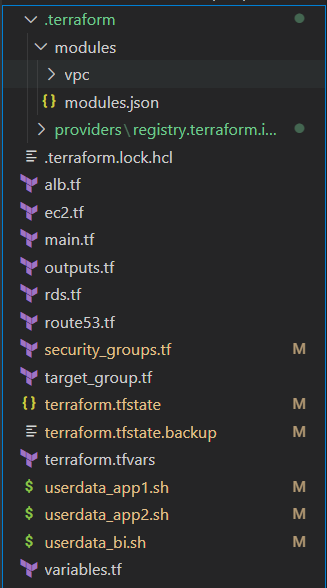 .terraform
modules
vpc
{} modules.json
providers\registry.terraform.i...
.terraform.lock.hcl
alb.tf
ec2.tf
main.tf
outputs.tf
rds.tf
route53.tf
security_groups.tf M
target_group.tf
{} terraform.tfstate M
terraform.tfstate.backup M
terraform.tfvars
$ userdata_app1.sh M
$ userdata_app2.sh M
$ userdata_bi.sh M
variables.tf